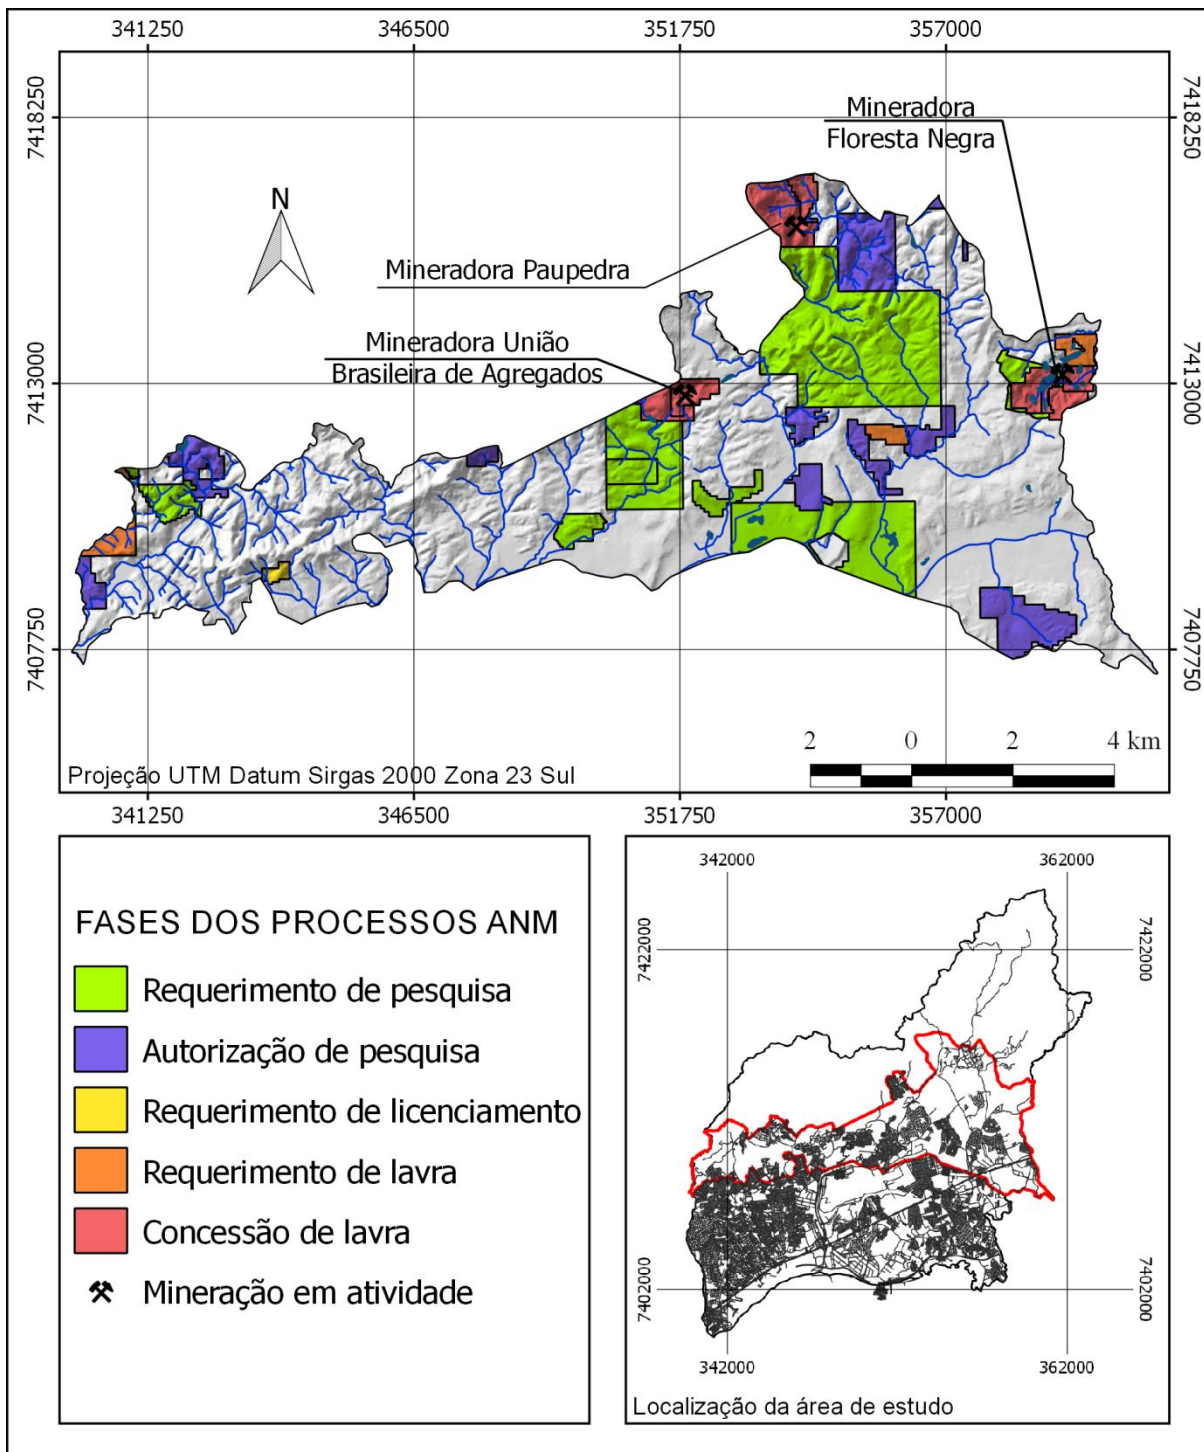 341250 346500 351750 357000
7418250
7418250
Mineradora
Floresta Negra
N
Mineradora Paupedra
Mineradora União
Brasileira de Agregados
7413000
7413000
7407750
7407750
2 0 2 4 km
Projeção UTM Datum Sirgas 2000 Zona 23 Sul
341250 346500 351750 357000
FASES DOS PROCESSOS ANM
Requerimento de pesquisa
Autorização de pesquisa
Requerimento de licenciamento
Requerimento de lavra
Concessão de lavra
Mineração em atividade
342000 362000
7422000
7422000
7402000
7402000
342000 362000
Localização da área de estudo